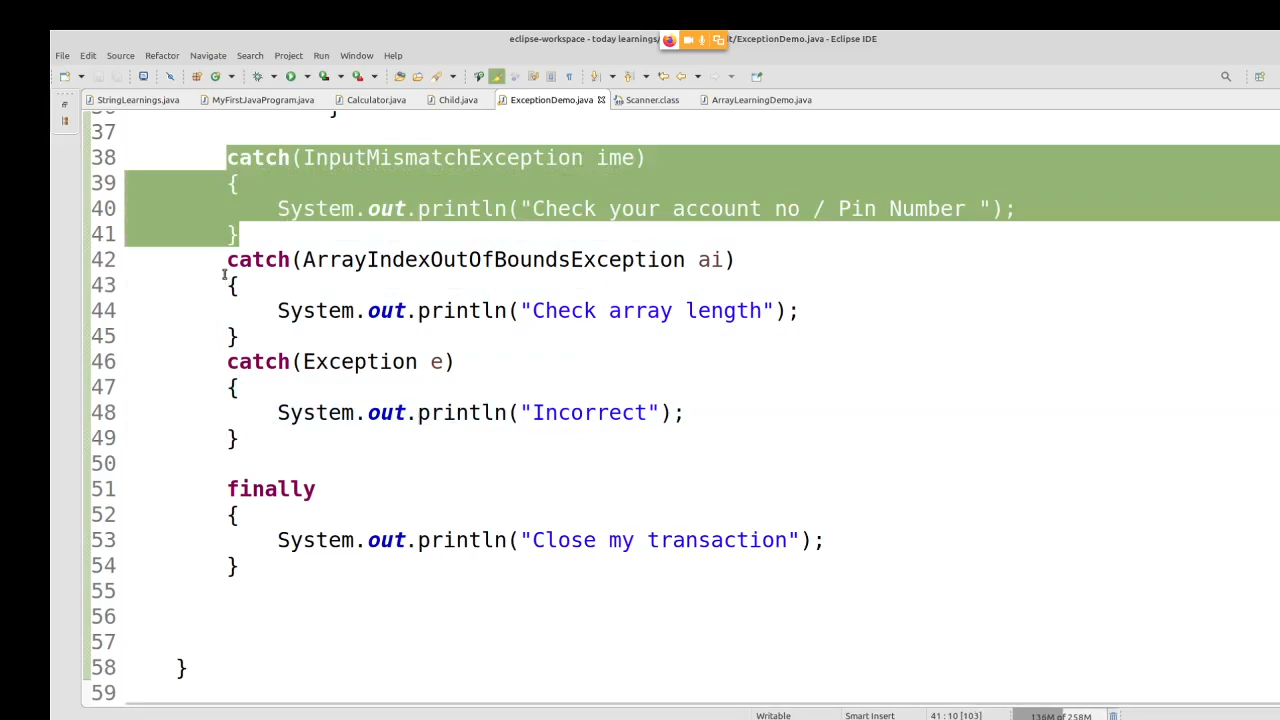 eclipse-workspace - today learnings/ t/ExceptionDemo.java - Eclipse IDE
File Edit Source Refactor Navigate Search Project Run Window Help
StringLearnings.java MyFirstJavaProgram.java Calculator.java Child.java ExceptionDemo.java Scanner.class ArrayLearningDemo.java
36 }
37
38 catch(InputMismatchException ime)
39 {
40 System.out.println("Check your account no / Pin Number ");
41 }
42 catch(ArrayIndexOutOfBoundsException ai)
43 {
44 System.out.println("Check array length");
45 }
46 catch(Exception e)
47 {
48 System.out.println("Incorrect");
49 }
50
51 finally
52 {
53 System.out.println("Close my transaction");
54 }
55
56
57
58 }
59
Writable Smart Insert 41 : 10 [103] 136M of 258M